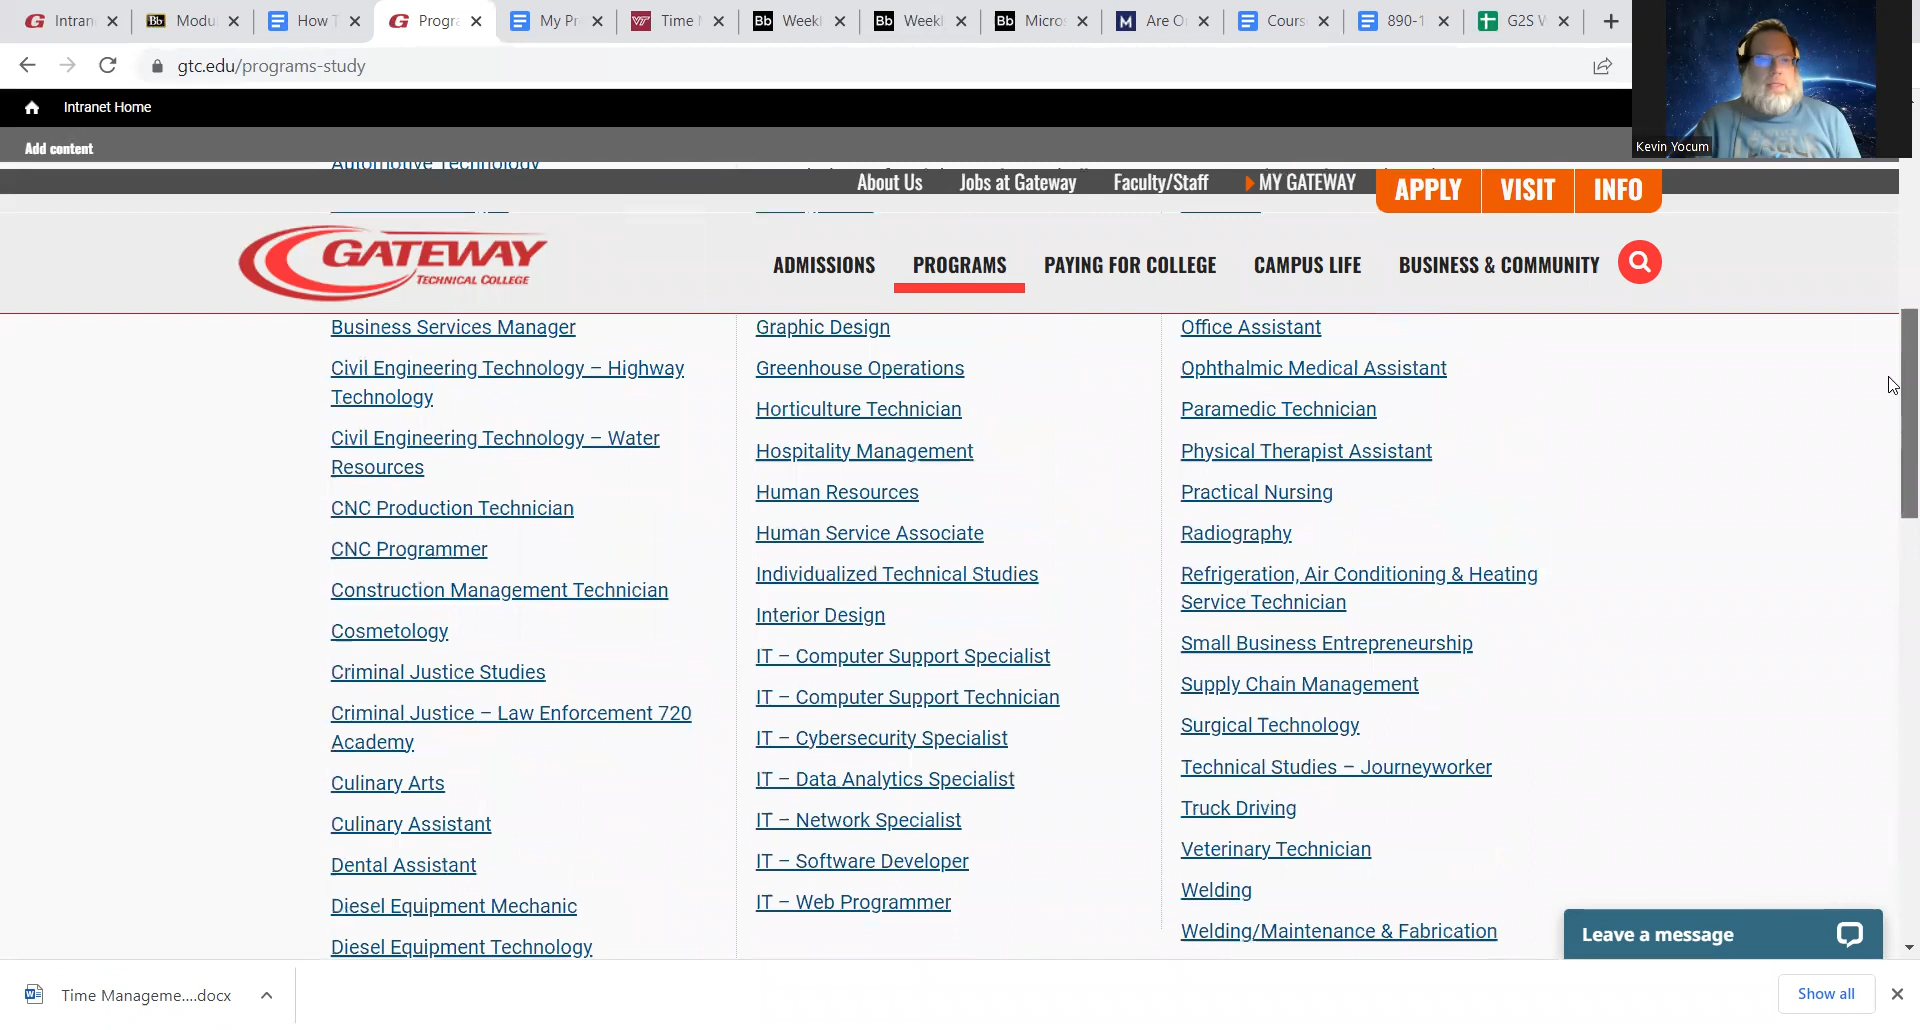 Intran
Modu
How T
Progra
My Pr
Time M
Weekl
Weekl
Micros
Are O
Cours
890-1
G2S W
gtc.edu/programs-study
Kevin Yocum
Intranet Home
Add content
Automotive Technology
About Us
Jobs at Gateway
Faculty/Staff
MY GATEWAY
APPLY
VISIT
INFO
GATEWAY
TECHNICAL COLLEGE
ADMISSIONS
PROGRAMS
PAYING FOR COLLEGE
CAMPUS LIFE
BUSINESS & COMMUNITY
Business Services Manager
Civil Engineering Technology – Highway
Technology
Civil Engineering Technology – Water
Resources
CNC Production Technician
CNC Programmer
Construction Management Technician
Cosmetology
Criminal Justice Studies
Criminal Justice – Law Enforcement 720
Academy
Culinary Arts
Culinary Assistant
Dental Assistant
Diesel Equipment Mechanic
Diesel Equipment Technology
Graphic Design
Greenhouse Operations
Horticulture Technician
Hospitality Management
Human Resources
Human Service Associate
Individualized Technical Studies
Interior Design
IT – Computer Support Specialist
IT – Computer Support Technician
IT – Cybersecurity Specialist
IT – Data Analytics Specialist
IT – Network Specialist
IT – Software Developer
IT – Web Programmer
Office Assistant
Ophthalmic Medical Assistant
Paramedic Technician
Physical Therapist Assistant
Practical Nursing
Radiography
Refrigeration, Air Conditioning & Heating
Service Technician
Small Business Entrepreneurship
Supply Chain Management
Surgical Technology
Technical Studies – Journeyworker
Truck Driving
Veterinary Technician
Welding
Welding/Maintenance & Fabrication
Leave a message
Time Manageme....docx
Show all